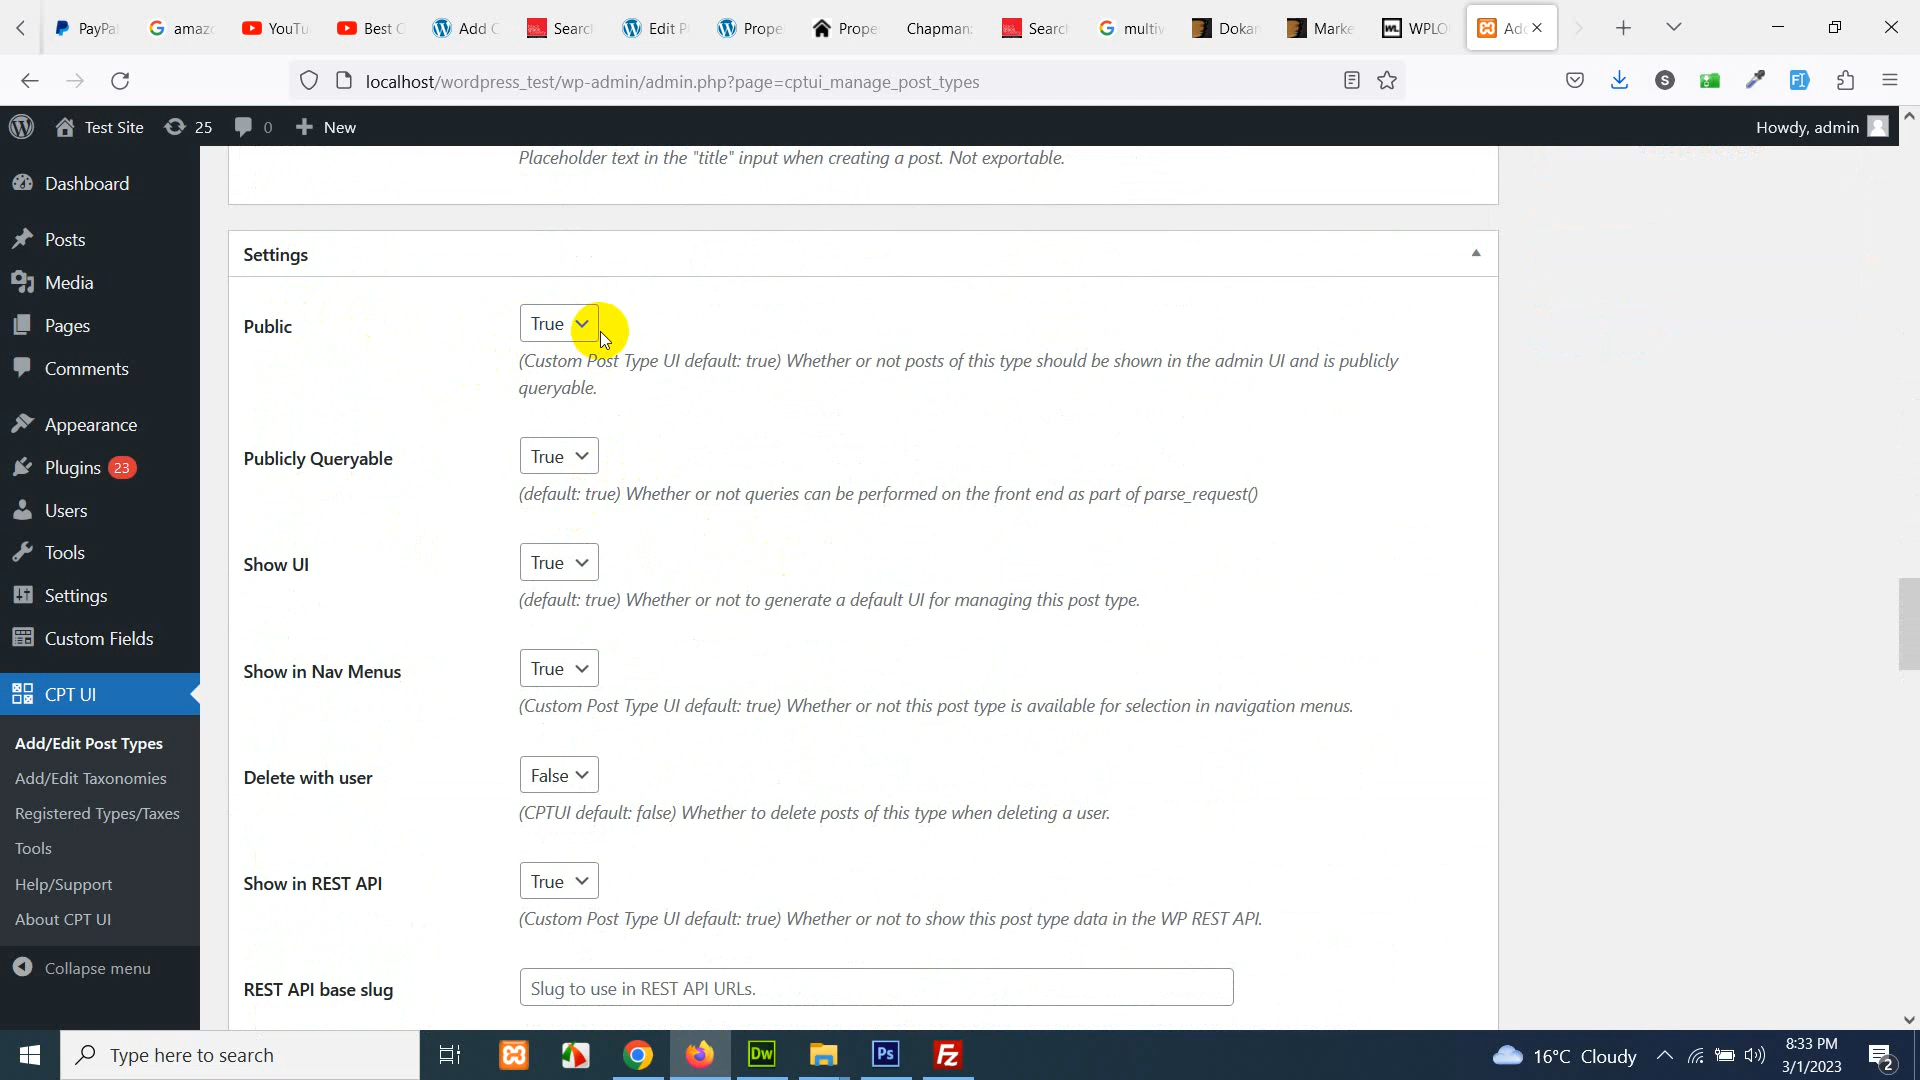 PayPal
amazo
YouTu
Best C
Add C
Search
Edit P
Prope
Prope
Chapman:
Search
multiv
Dokan
Marke
WPLO
Add
localhost/wordpress_test/wp-admin/admin.php?page=cptui_manage_post_types
Test Site
25
0
New
Howdy, admin
Placeholder text in the "title" input when creating a post. Not exportable.
Dashboard
Posts
Media
Pages
Comments
Appearance
Plugins 23
Users
Tools
Settings
Custom Fields
CPT UI
Add/Edit Post Types
Add/Edit Taxonomies
Registered Types/Taxes
Tools
Help/Support
About CPT UI
Collapse menu
Settings
Public
True
(Custom Post Type UI default: true) Whether or not posts of this type should be shown in the admin UI and is publicly
queryable.
Publicly Queryable
True
(default: true) Whether or not queries can be performed on the front end as part of parse_request()
Show UI
True
(default: true) Whether or not to generate a default UI for managing this post type.
Show in Nav Menus
True
(Custom Post Type UI default: true) Whether or not this post type is available for selection in navigation menus.
Delete with user
False
(CPTUI default: false) Whether to delete posts of this type when deleting a user.
Show in REST API
True
(Custom Post Type UI default: true) Whether or not to show this post type data in the WP REST API.
REST API base slug
Slug to use in REST API URLs.
Type here to search
Dw
Ps
Fz
16°C Cloudy
8:33 PM
3/1/2023
2